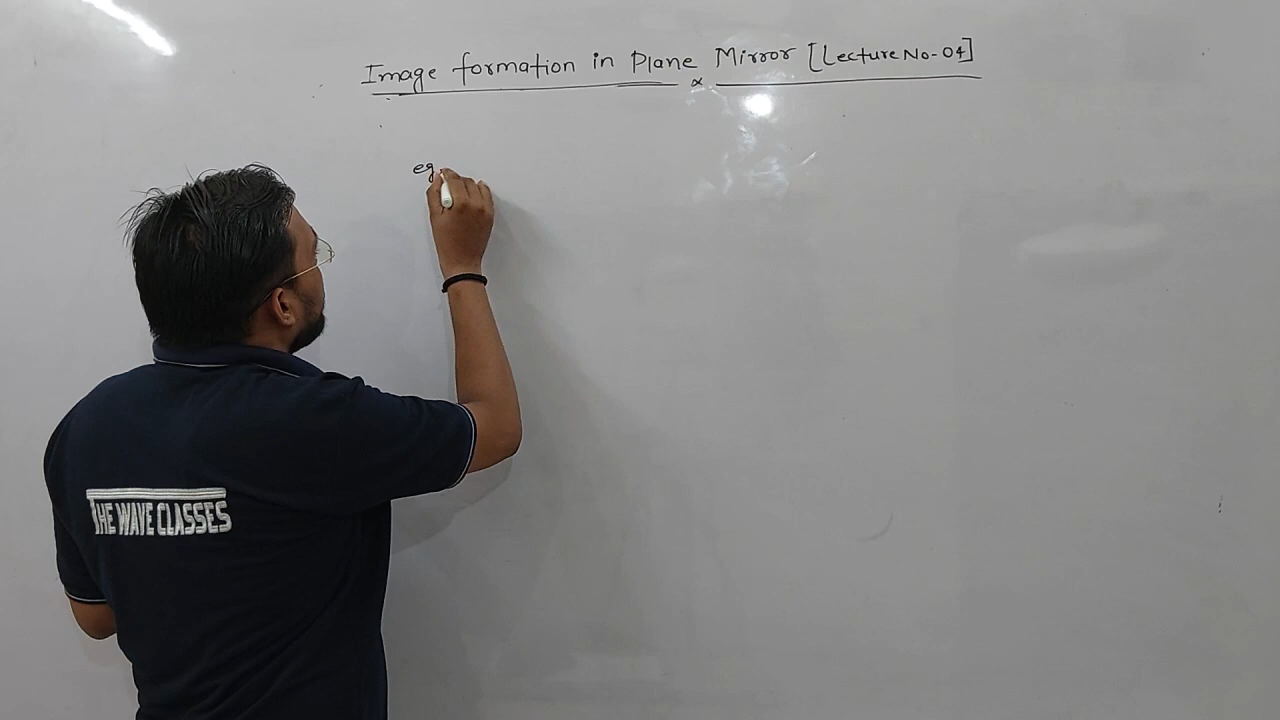 Image formation in Plane Mirror [Lecture No-04]
eg
THE WAVE CLASSES